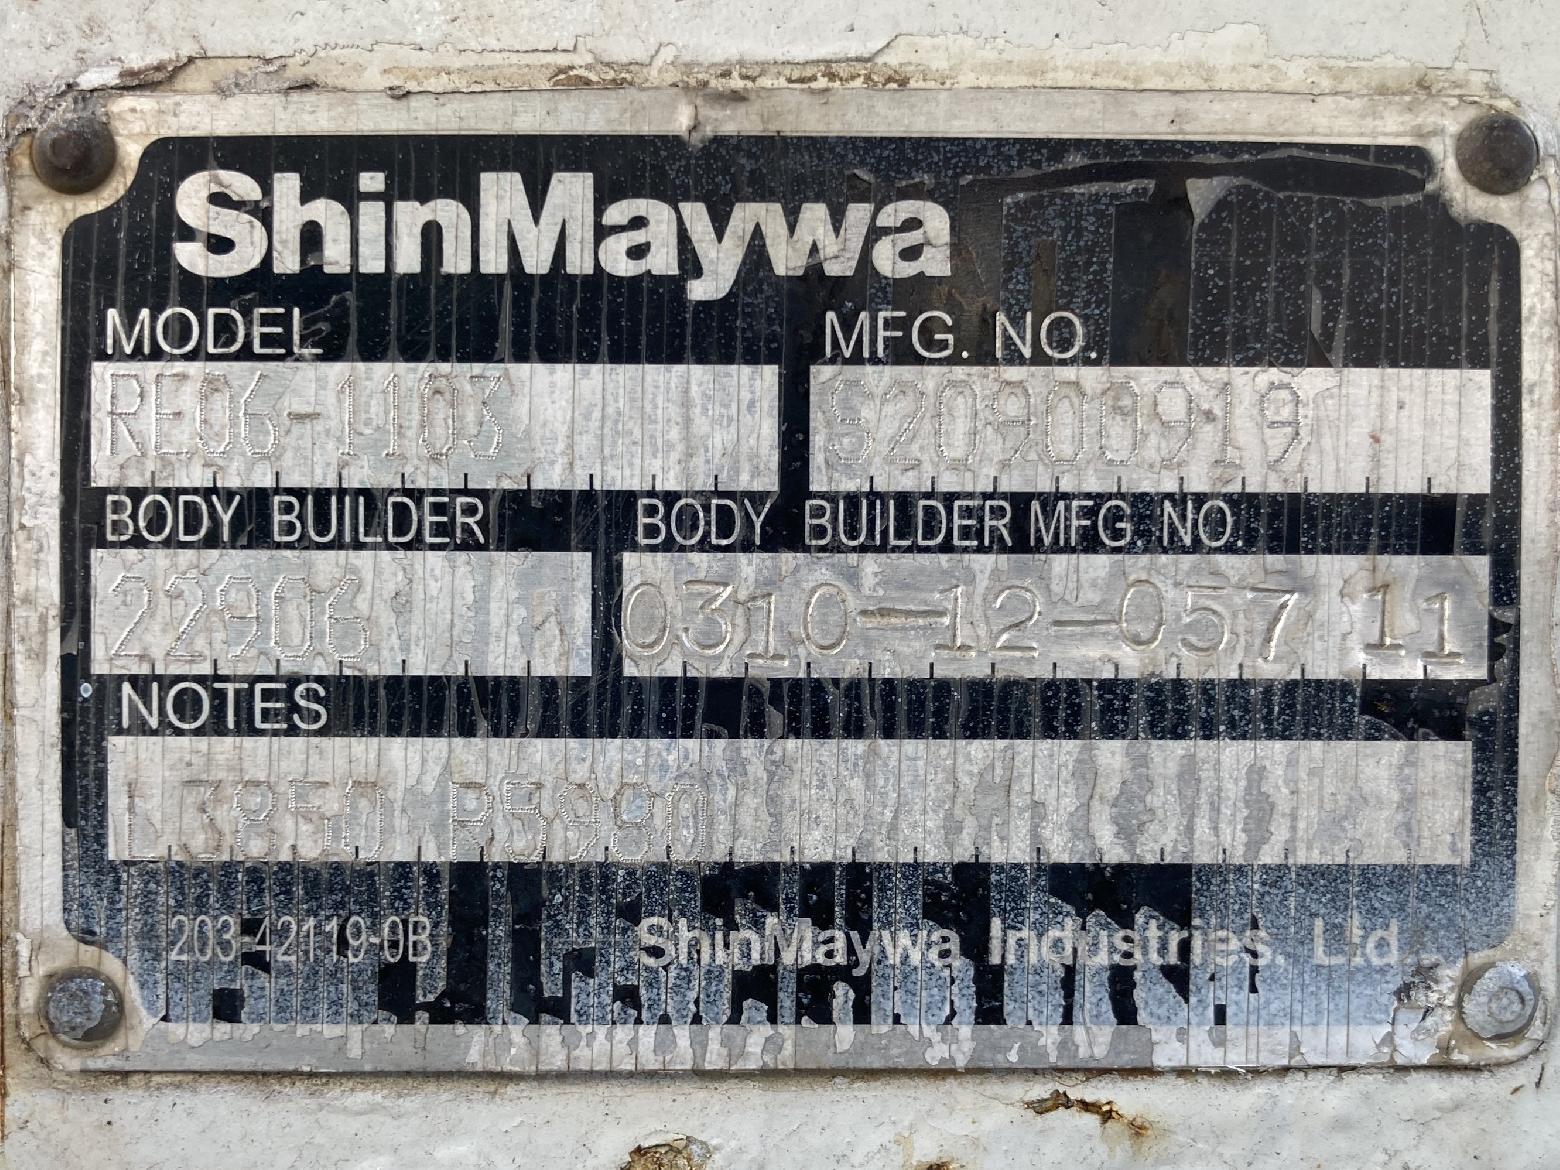 ShinMaywa
MODEL MFG. NO.
RE06-1103 S20900919
BODY BUILDER BODY BUILDER MFG. NO.
22906 0310-12-057 11
NOTES
L3850 R5980
203-42119-0B ShinMaywa Industries, Ltd.